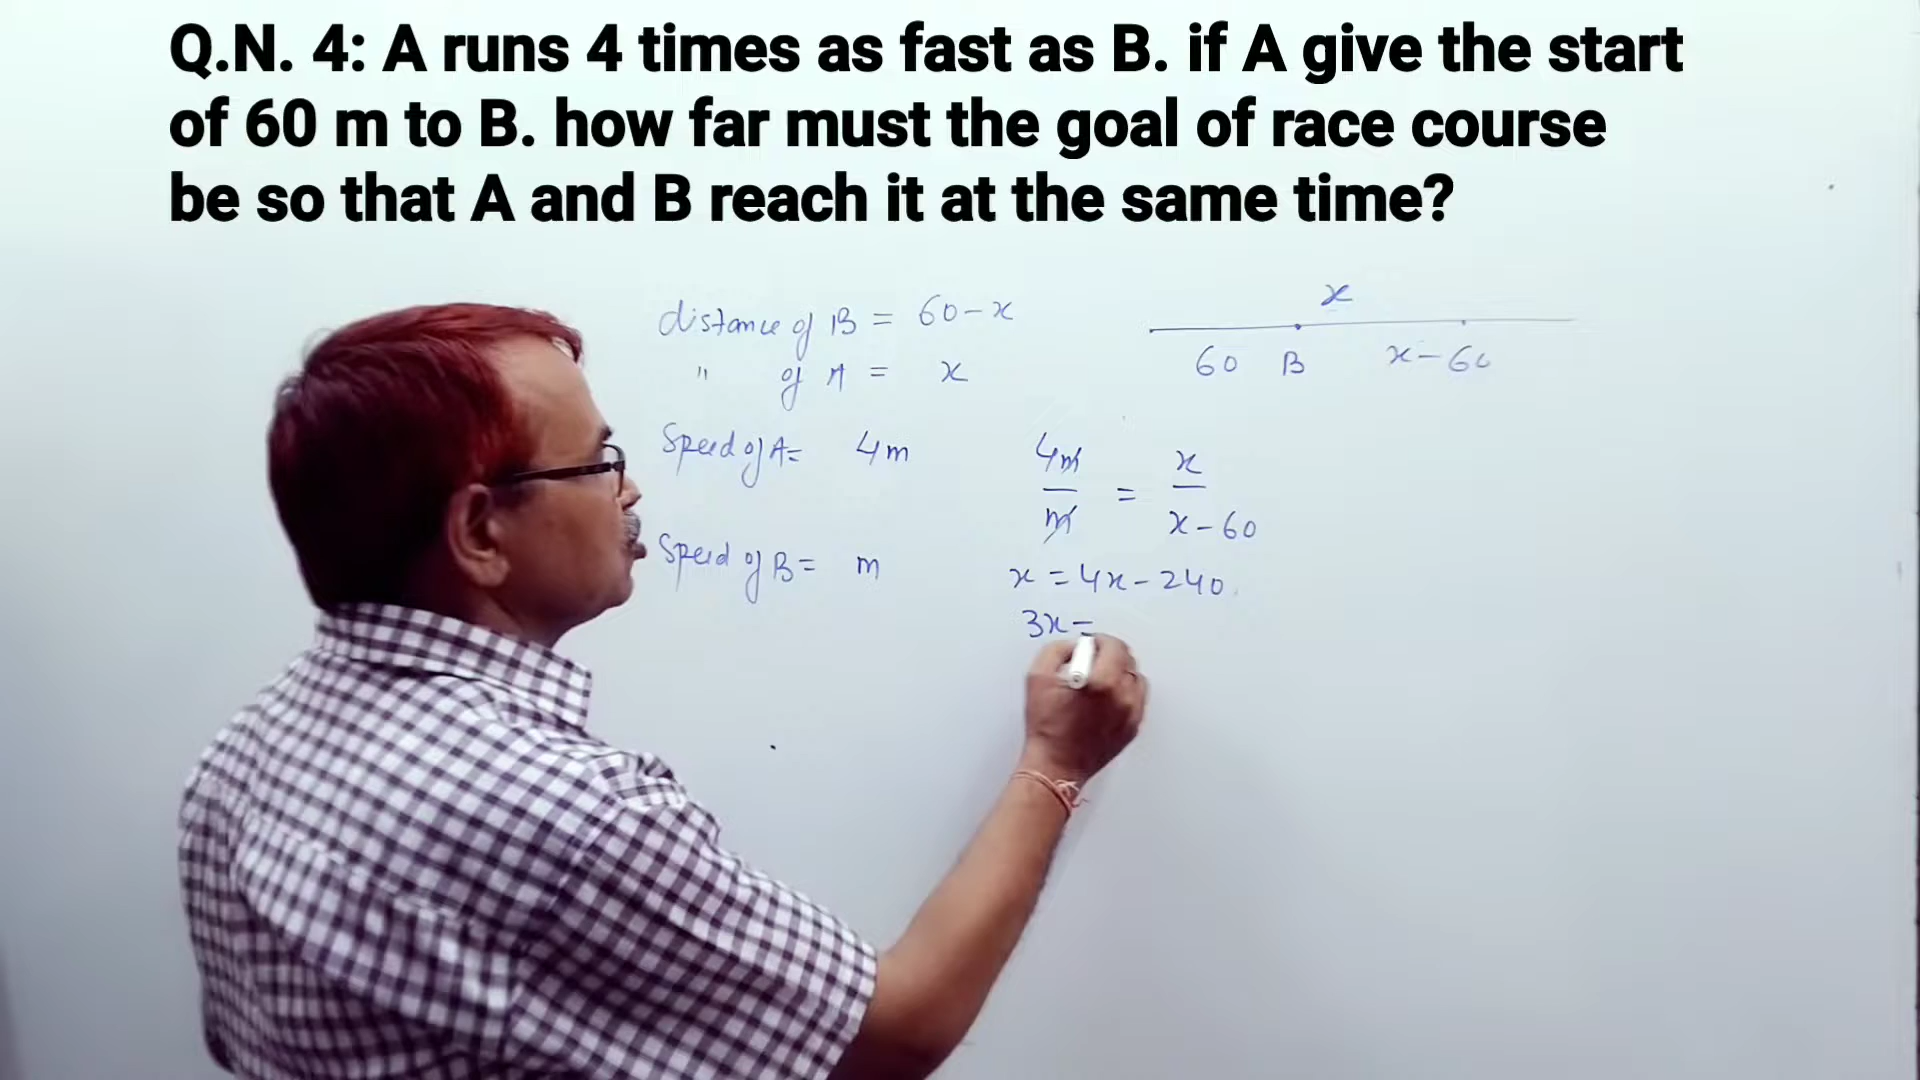 Q.N. 4: A runs 4 times as fast as B. if A give the start
of 60 m to B. how far must the goal of race course
be so that A and B reach it at the same time?
distance of B = 60-x
" of A = x
Speed of A= 4m
Speed of B= m
x
60 B x-60
4m/m = x/x-60
x = 4x - 240
3x =